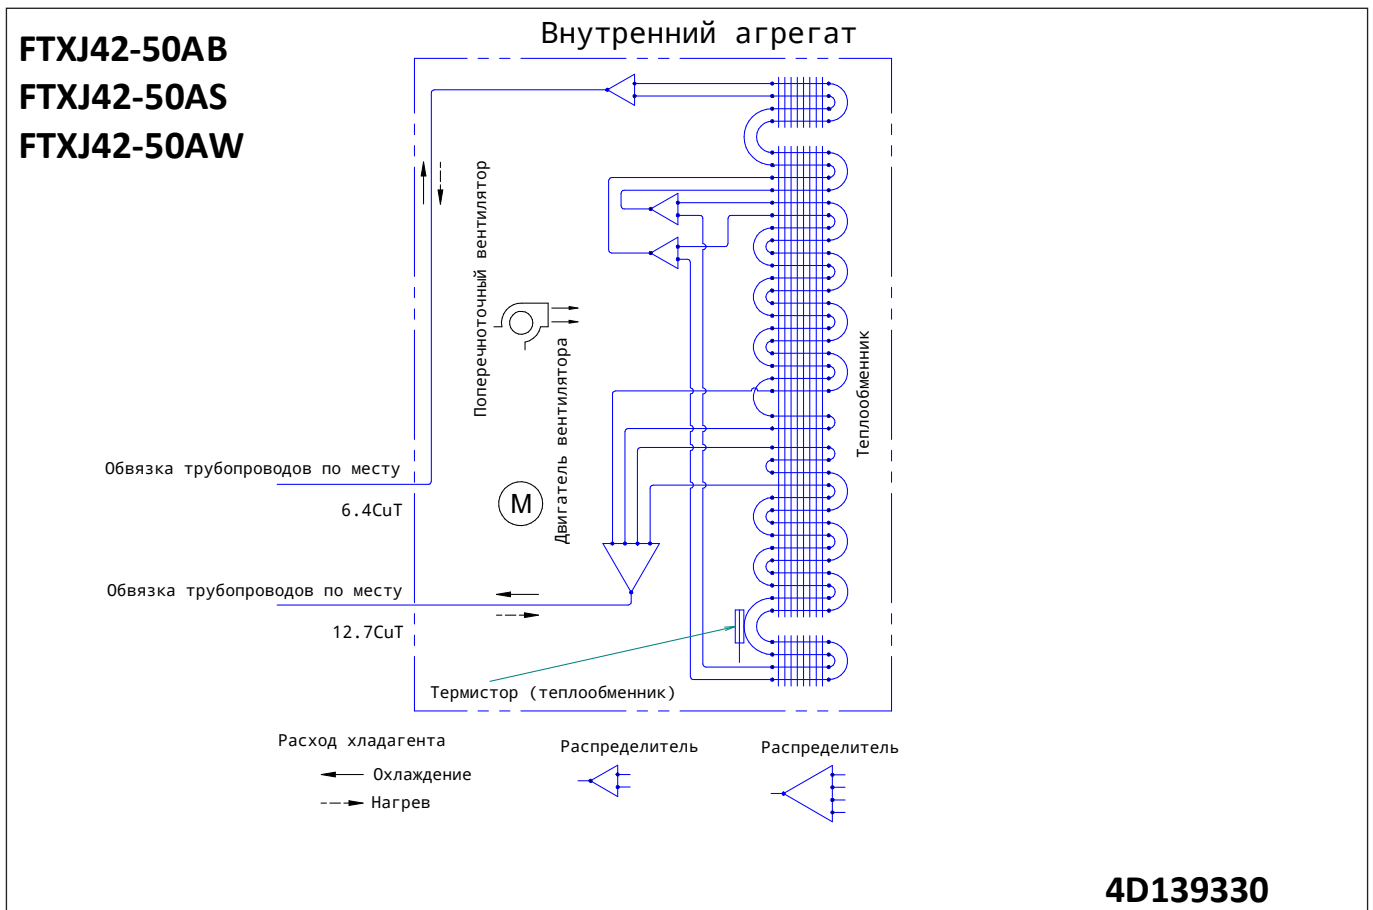 FTXJ42-50AB
FTXJ42-50AS
FTXJ42-50AW
Внутренний агрегат
Поперечноточный вентилятор
Двигатель вентилятора
Теплообменник
Обвязка трубопроводов по месту
6.4CuT
M
Обвязка трубопроводов по месту
12.7CuT
Термистор (теплообменник)
Расход хладагента
Охлаждение
Нагрев
Распределитель
Распределитель
4D139330